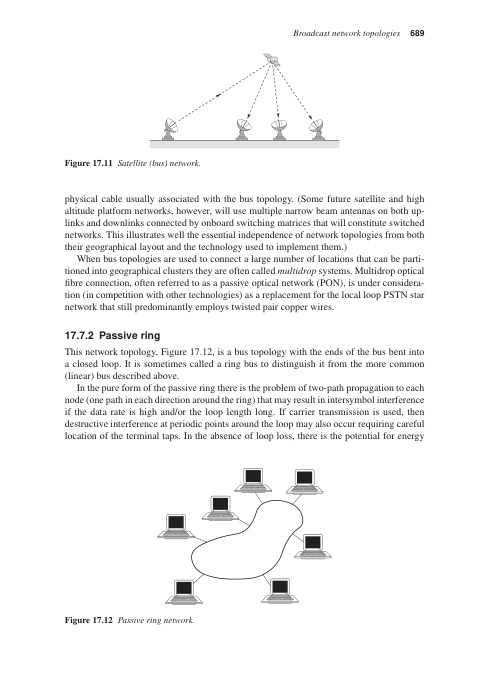 Broadcast network topologies 689
Figure 17.11 Satellite (bus) network.
physical cable usually associated with the bus topology. (Some future satellite and high
altitude platform networks, however, will use multiple narrow beam antennas on both up-
links and downlinks connected by onboard switching matrices that will constitute switched
networks. This illustrates well the essential independence of network topologies from both
their geographical layout and the technology used to implement them.)
When bus topologies are used to connect a large number of locations that can be parti-
tioned into geographical clusters they are often called multidrop systems. Multidrop optical
fibre connection, often referred to as a passive optical network (PON), is under considera-
tion (in competition with other technologies) as a replacement for the local loop PSTN star
network that still predominantly employs twisted pair copper wires.
17.7.2 Passive ring
This network topology, Figure 17.12, is a bus topology with the ends of the bus bent into
a closed loop. It is sometimes called a ring bus to distinguish it from the more common
(linear) bus described above.
In the pure form of the passive ring there is the problem of two-path propagation to each
node (one path in each direction around the ring) that may result in intersymbol interference
if the data rate is high and/or the loop length long. If carrier transmission is used, then
destructive interference at periodic points around the loop may also occur requiring careful
location of the terminal taps. In the absence of loop loss, there is the potential for energy
Figure 17.12 Passive ring network.